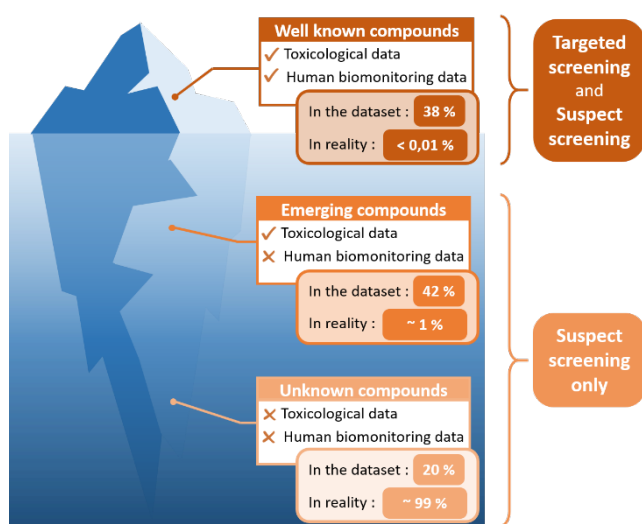 Well known compounds
✓ Toxicological data
✓ Human biomonitoring data
In the dataset : 38 %
In reality : < 0,01 %
Targeted
screening
and
Suspect
screening
Emerging compounds
✓ Toxicological data
✕ Human biomonitoring data
In the dataset : 42 %
In reality : ~ 1 %
Unknown compounds
✕ Toxicological data
✕ Human biomonitoring data
In the dataset : 20 %
In reality : ~ 99 %
Suspect
screening
only